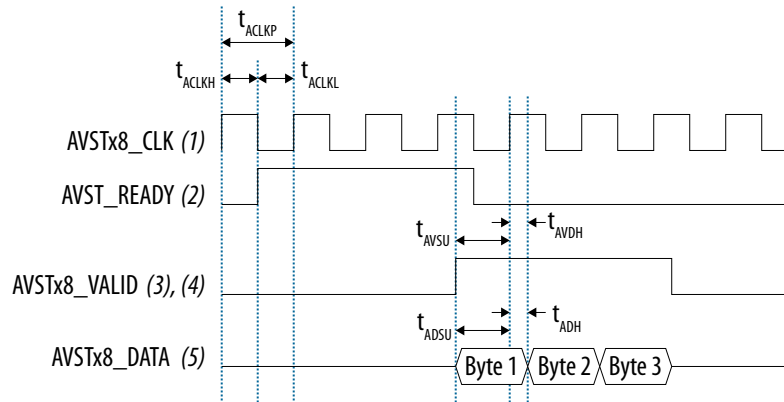 t_ACLKP
t_ACLKH t_ACLKL
AVSTx8_CLK (1)
AVST_READY (2)
t_AVSU t_AVDH
AVSTx8_VALID (3), (4)
t_ADSU t_ADH
AVSTx8_DATA (5) Byte 1 Byte 2 Byte 3